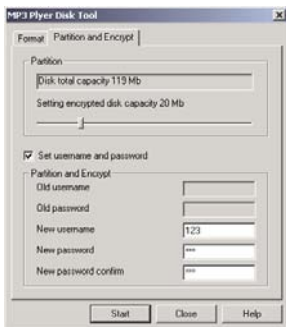 MP3 Plyer Disk Tool
Format Partition and Encrypt
Partition
Disk total capacity 119 Mb
Setting encrypted disk capacity 20 Mb
Set username and password
Partition and Encrypt
Old username
Old password
New username 123
New password ***
New password confirm ***
Start Close Help